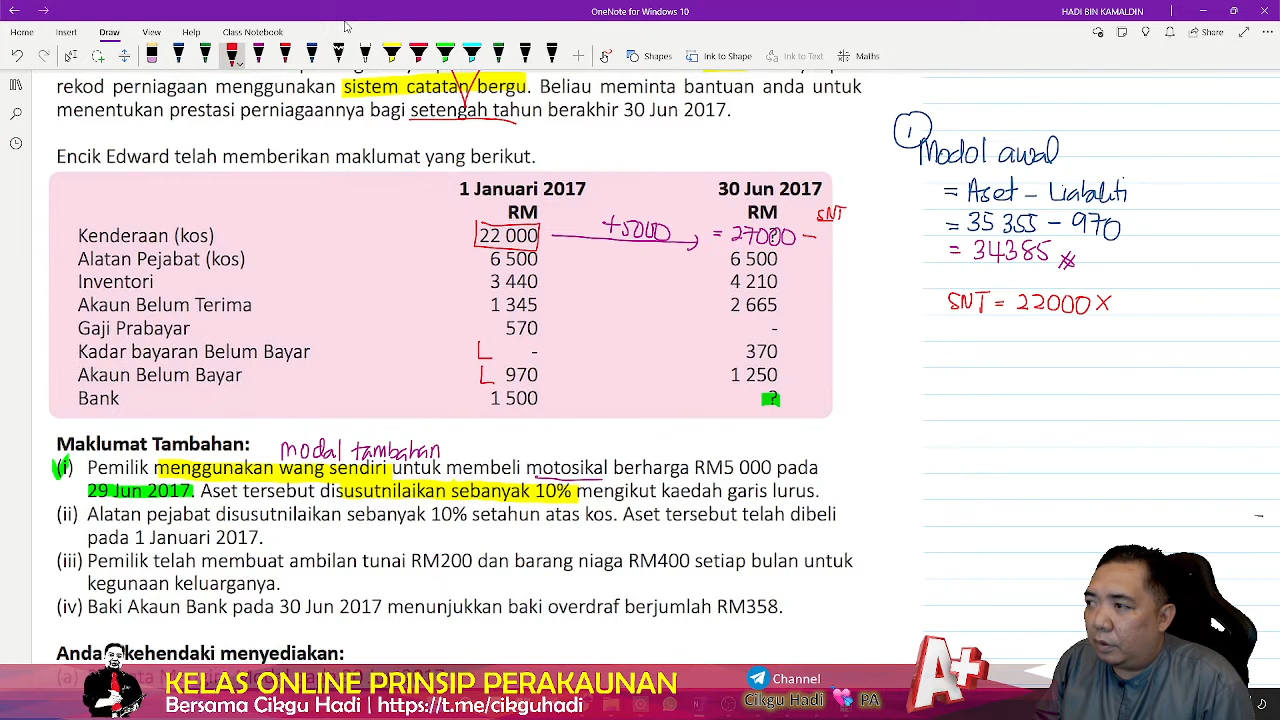 OneNote for Windows 10
HADI BIN KAMALDIN
Home Insert Draw View Help Class Notebook
Share
Shapes Ink to Shape Ink to Text Maths
rekod perniagaan menggunakan sistem catatan bergu. Beliau meminta bantuan anda untuk
menentukan prestasi perniagaannya bagi setengah tahun berakhir 30 Jun 2017.
Encik Edward telah memberikan maklumat yang berikut.
1 Januari 2017 30 Jun 2017
RM RM SNT
Kenderaan (kos) 22 000 +5000 = 27000 –
Alatan Pejabat (kos) 6 500 6 500
Inventori 3 440 4 210
Akaun Belum Terima 1 345 2 665
Gaji Prabayar 570 -
Kadar bayaran Belum Bayar L - 370
Akaun Belum Bayar L 970 1 250
Bank 1 500 ?
Maklumat Tambahan: modal tambahan
(i) Pemilik menggunakan wang sendiri untuk membeli motosikal berharga RM5 000 pada
29 Jun 2017. Aset tersebut disusutnilaikan sebanyak 10% mengikut kaedah garis lurus.
(ii) Alatan pejabat disusutnilaikan sebanyak 10% setahun atas kos. Aset tersebut telah dibeli
pada 1 Januari 2017.
(iii) Pemilik telah membuat ambilan tunai RM200 dan barang niaga RM400 setiap bulan untuk
kegunaan keluarganya.
(iv) Baki Akaun Bank pada 30 Jun 2017 menunjukkan baki overdraf berjumlah RM358.
Anda kehendaki menyediakan:
1
Modal awal
= Aset – Liabiliti
= 35 355 – 970
= 34385
SNT = 22000 x
KELAS ONLINE PRINSIP PERAKAUNAN
Bersama Cikgu Hadi | https://t.me/cikguhadi
Channel
Cikgu Hadi PA
A+